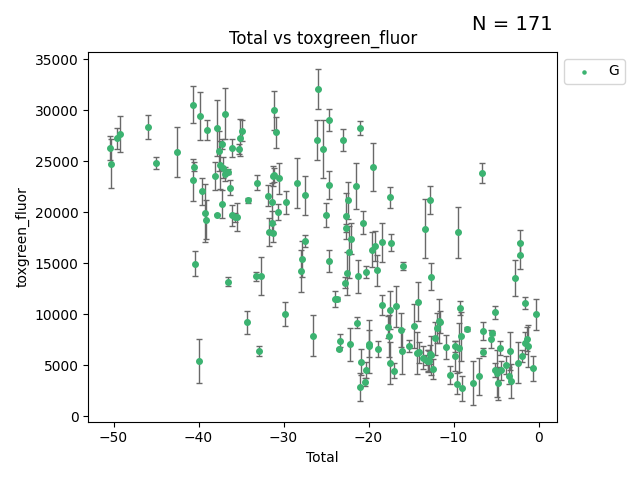 N = 171
Total vs toxgreen_fluor
35000
30000
25000
20000
15000
10000
5000
0
toxgreen_fluor
G
−50 −40 −30 −20 −10 0
Total